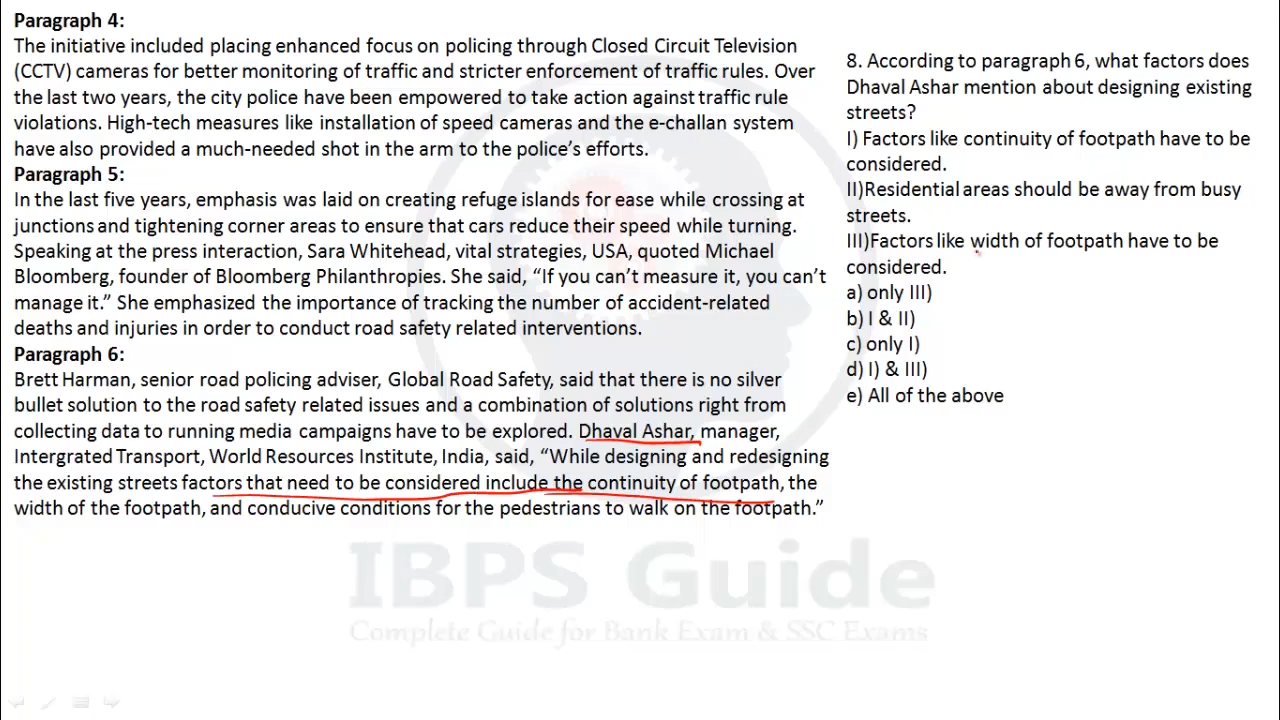 Paragraph 4:
The initiative included placing enhanced focus on policing through Closed Circuit Television
(CCTV) cameras for better monitoring of traffic and stricter enforcement of traffic rules. Over
the last two years, the city police have been empowered to take action against traffic rule
violations. High-tech measures like installation of speed cameras and the e-challan system
have also provided a much-needed shot in the arm to the police's efforts.
Paragraph 5:
In the last five years, emphasis was laid on creating refuge islands for ease while crossing at
junctions and tightening corner areas to ensure that cars reduce their speed while turning.
Speaking at the press interaction, Sara Whitehead, vital strategies, USA, quoted Michael
Bloomberg, founder of Bloomberg Philanthropies. She said, “If you can't measure it, you can't
manage it.” She emphasized the importance of tracking the number of accident-related
deaths and injuries in order to conduct road safety related interventions.
Paragraph 6:
Brett Harman, senior road policing adviser, Global Road Safety, said that there is no silver
bullet solution to the road safety related issues and a combination of solutions right from
collecting data to running media campaigns have to be explored. Dhaval Ashar, manager,
Intergrated Transport, World Resources Institute, India, said, “While designing and redesigning
the existing streets factors that need to be considered include the continuity of footpath, the
width of the footpath, and conducive conditions for the pedestrians to walk on the footpath.”
8. According to paragraph 6, what factors does
Dhaval Ashar mention about designing existing
streets?
I) Factors like continuity of footpath have to be
considered.
II)Residential areas should be away from busy
streets.
III)Factors like width of footpath have to be
considered.
a) only III)
b) I & II)
c) only I)
d) I) & III)
e) All of the above
IBPS Guide
Complete Guide for Bank Exam & SSC Exams